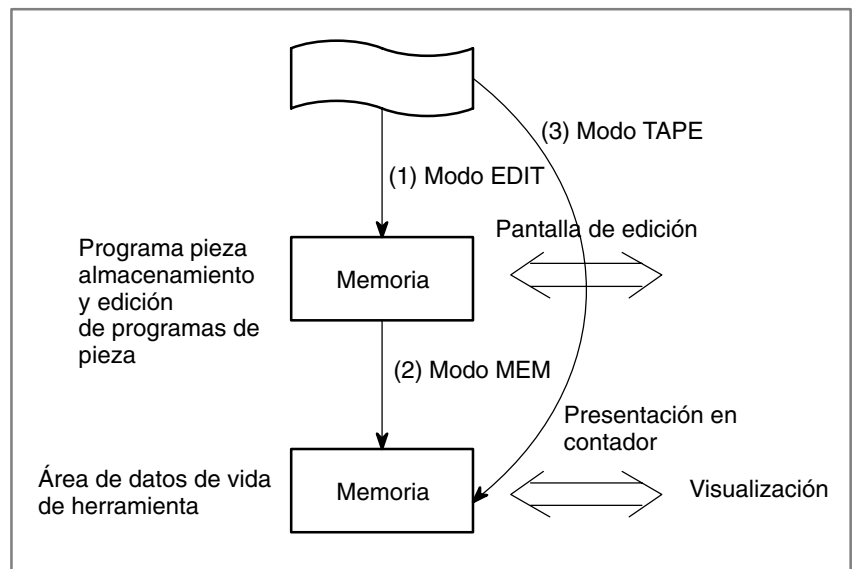 (3) Modo TAPE
(1) Modo EDIT
Pantalla de edición
Programa pieza
almacenamiento
y edición
de programas de
pieza
Memoria
(2) Modo MEM
Presentación en
contador
Área de datos de vida
de herramienta
Memoria
Visualización